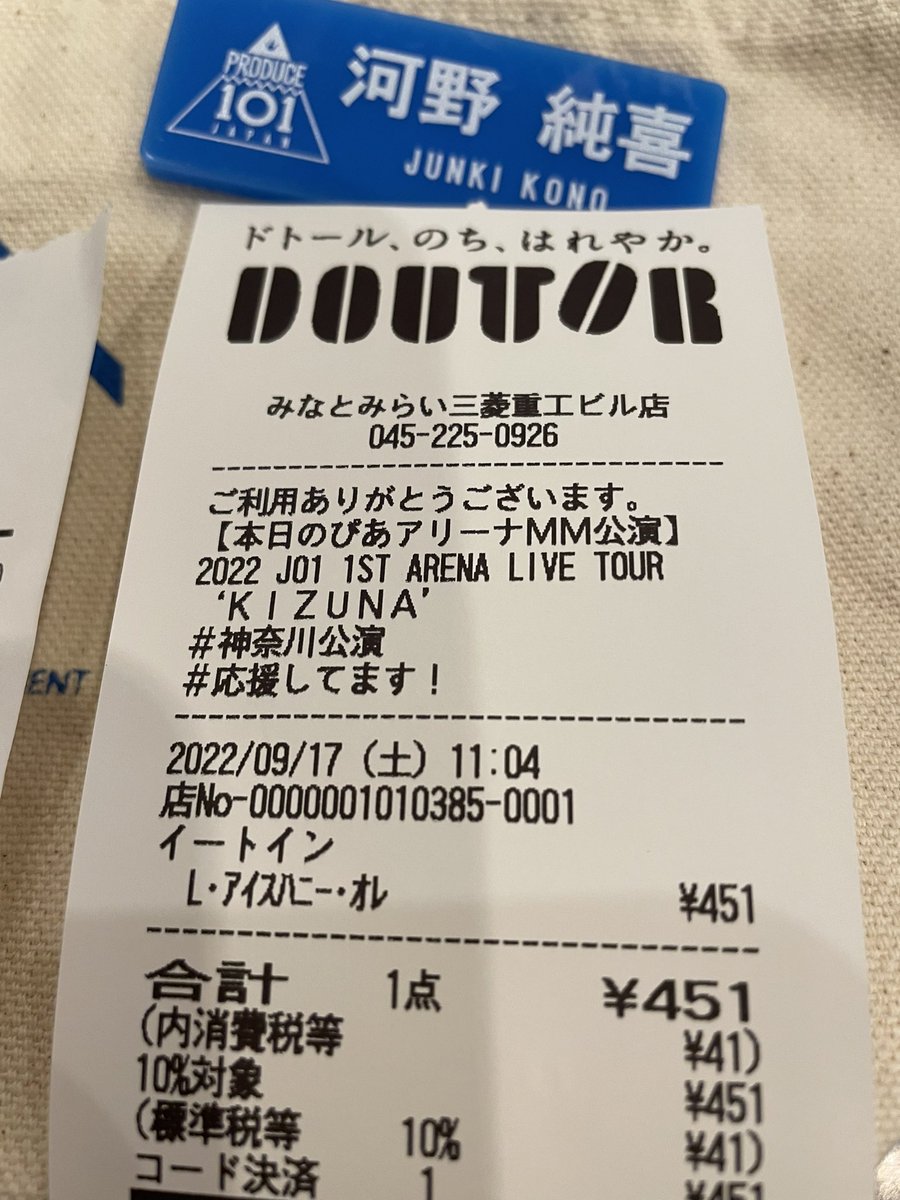 PRODUCE
101
JAPAN
河野 純喜
JUNKI KONO
ドトール、のち、はれやか。
DOUTOR
みなとみらい三菱重工ビル店
045-225-0926
ご利用ありがとうございます。
【本日のぴあアリーナMM公演】
2022 JO1 1ST ARENA LIVE TOUR
‘KIZUNA’
#神奈川公演
#応援してます!
2022/09/17 (土) 11:04
店No-0000001010385-0001
イートイン
L・アイスハニー・オレ ¥451
合計 1点 ¥451
(内消費税等 ¥41)
10%対象 ¥451
(標準税等 10% ¥41)
コード決済 1 ¥451
ENT